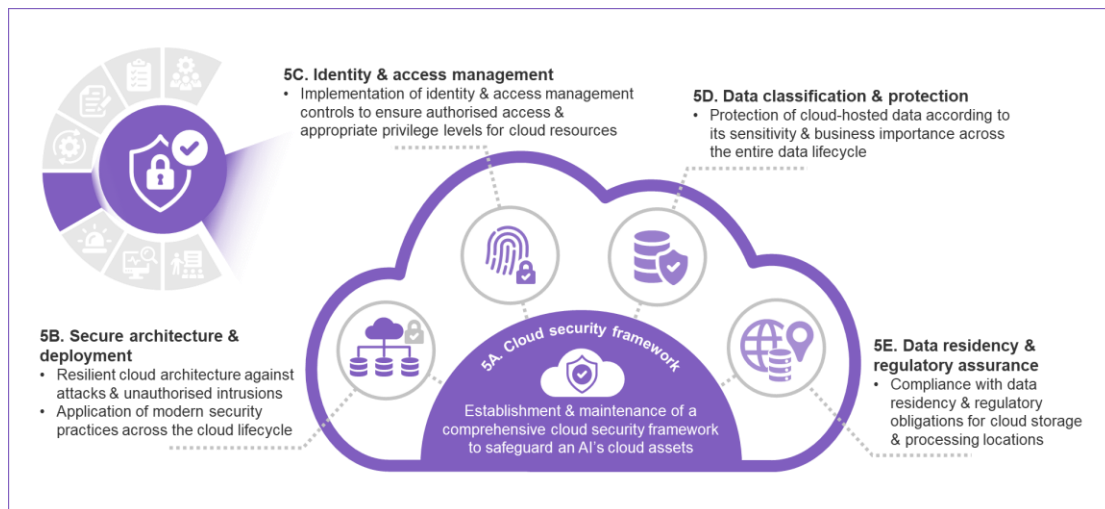 5C. Identity & access management
• Implementation of identity & access management
controls to ensure authorised access &
appropriate privilege levels for cloud resources
5D. Data classification & protection
• Protection of cloud-hosted data according to
its sensitivity & business importance across
the entire data lifecycle
5B. Secure architecture &
deployment
• Resilient cloud architecture against
attacks & unauthorised intrusions
• Application of modern security
practices across the cloud lifecycle
5A. Cloud security framework
Establishment & maintenance of a
comprehensive cloud security framework
to safeguard an AI's cloud assets
5E. Data residency &
regulatory assurance
• Compliance with data
residency & regulatory
obligations for cloud storage
& processing locations